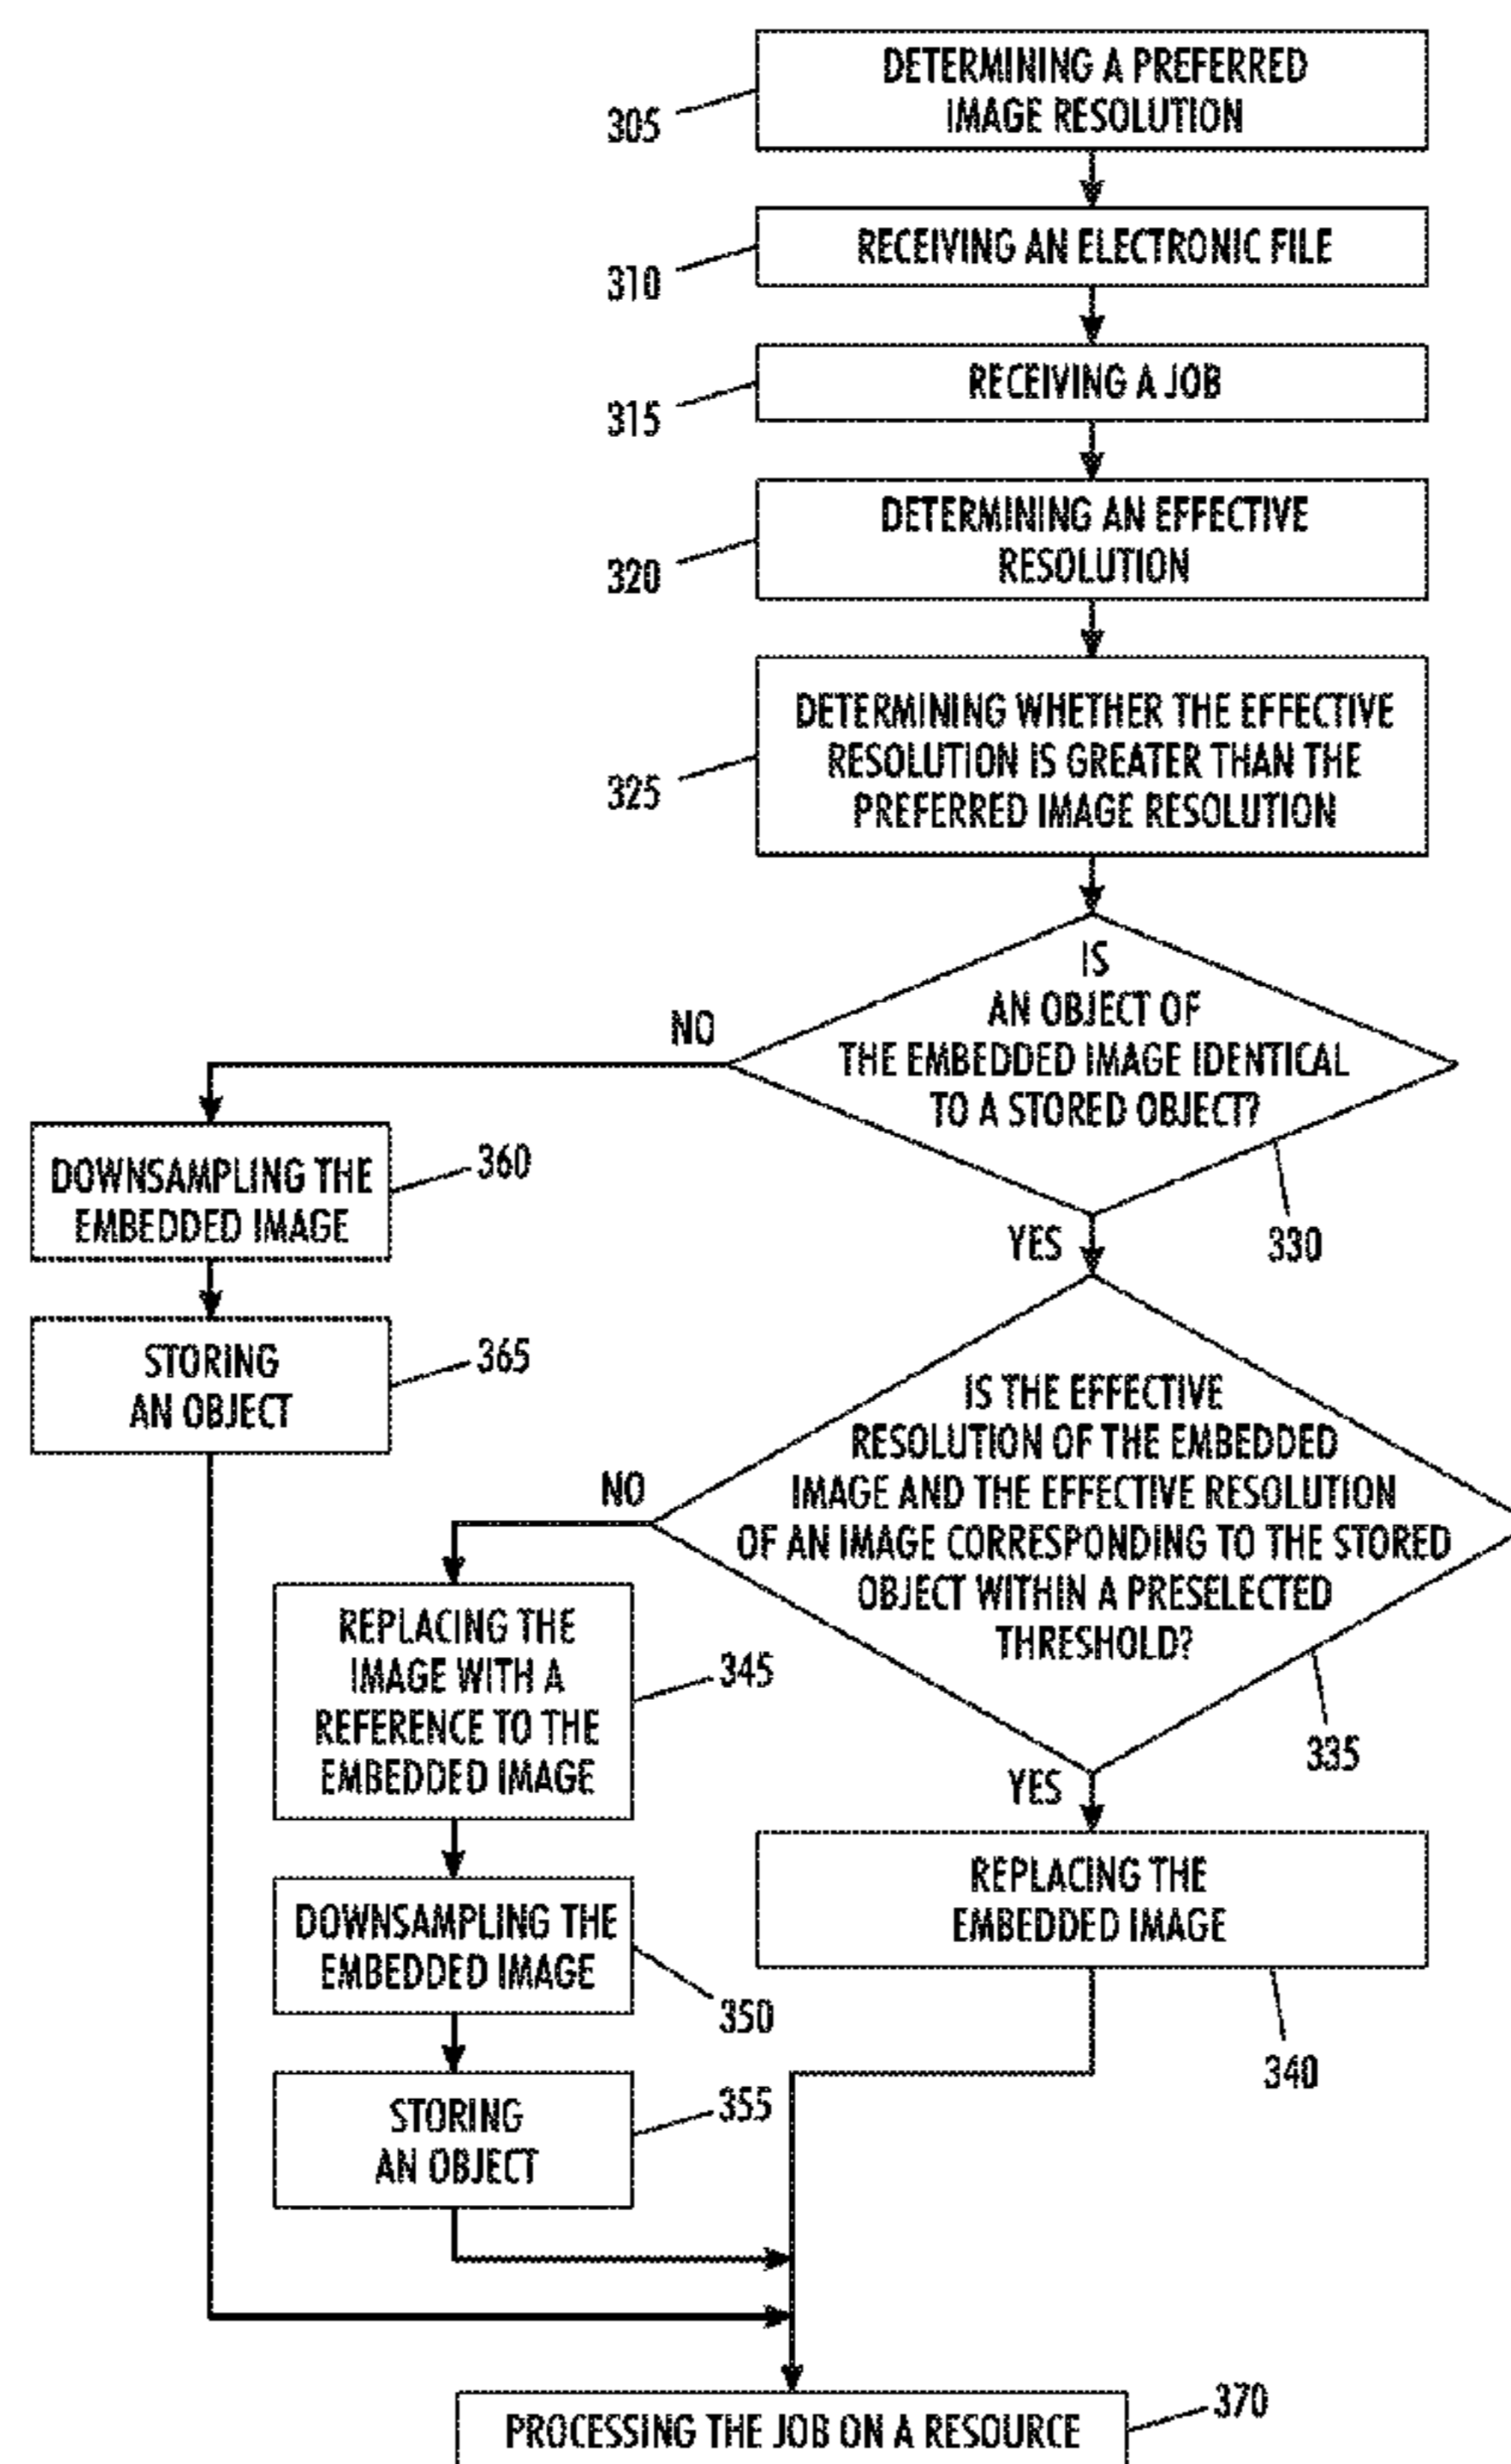 DETERMINING A PREFERRED
IMAGE RESOLUTION
305
RECEIVING AN ELECTRONIC FILE
310
RECEIVING A JOB
315
DETERMINING AN EFFECTIVE
RESOLUTION
320
DETERMINING WHETHER THE EFFECTIVE
RESOLUTION IS GREATER THAN THE
PREFERRED IMAGE RESOLUTION
325
IS
AN OBJECT OF
THE EMBEDDED IMAGE IDENTICAL
TO A STORED OBJECT?
NO
330
YES
DOWNSAMPLING THE
EMBEDDED IMAGE
360
STORING
AN OBJECT
365
IS THE EFFECTIVE
RESOLUTION OF THE EMBEDDED
IMAGE AND THE EFFECTIVE RESOLUTION
OF AN IMAGE CORRESPONDING TO THE STORED
OBJECT WITHIN A PRESELECTED
THRESHOLD?
NO
335
YES
REPLACING THE
IMAGE WITH A
REFERENCE TO THE
EMBEDDED IMAGE
345
DOWNSAMPLING THE
EMBEDDED IMAGE
350
STORING
AN OBJECT
355
REPLACING THE
EMBEDDED IMAGE
340
PROCESSING THE JOB ON A RESOURCE
370